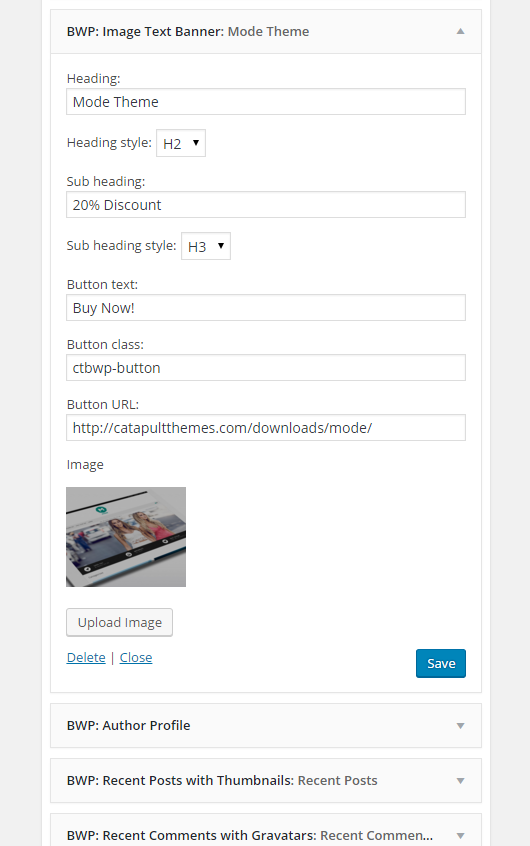 BWP: Image Text Banner: Mode Theme
Heading:
Mode Theme
Heading style: H2
Sub heading:
20% Discount
Sub heading style: H3
Button text:
Buy Now!
Button class:
ctbwp-button
Button URL:
http://catapultthemes.com/downloads/mode/
Image
Upload Image
Delete | Close
Save
BWP: Author Profile
BWP: Recent Posts with Thumbnails: Recent Posts
BWP: Recent Comments with Gravatars: Recent Commen...